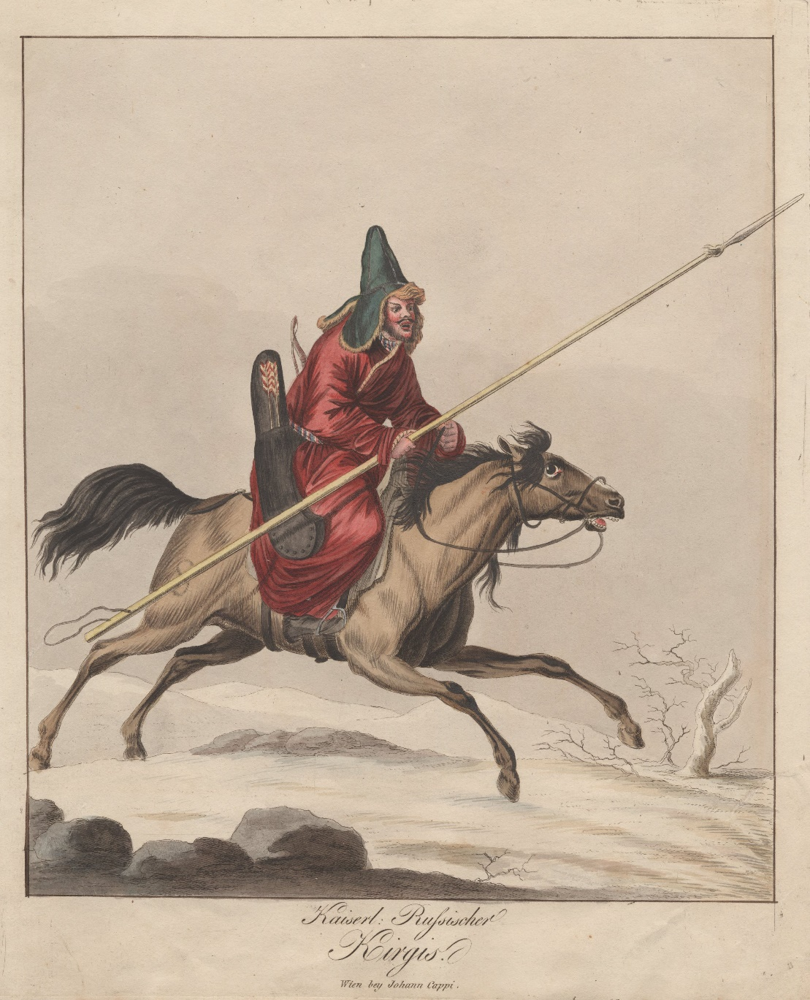 Kaiserl: Ruſsischer
Kirgis.
Wien bey Johann Cappi.